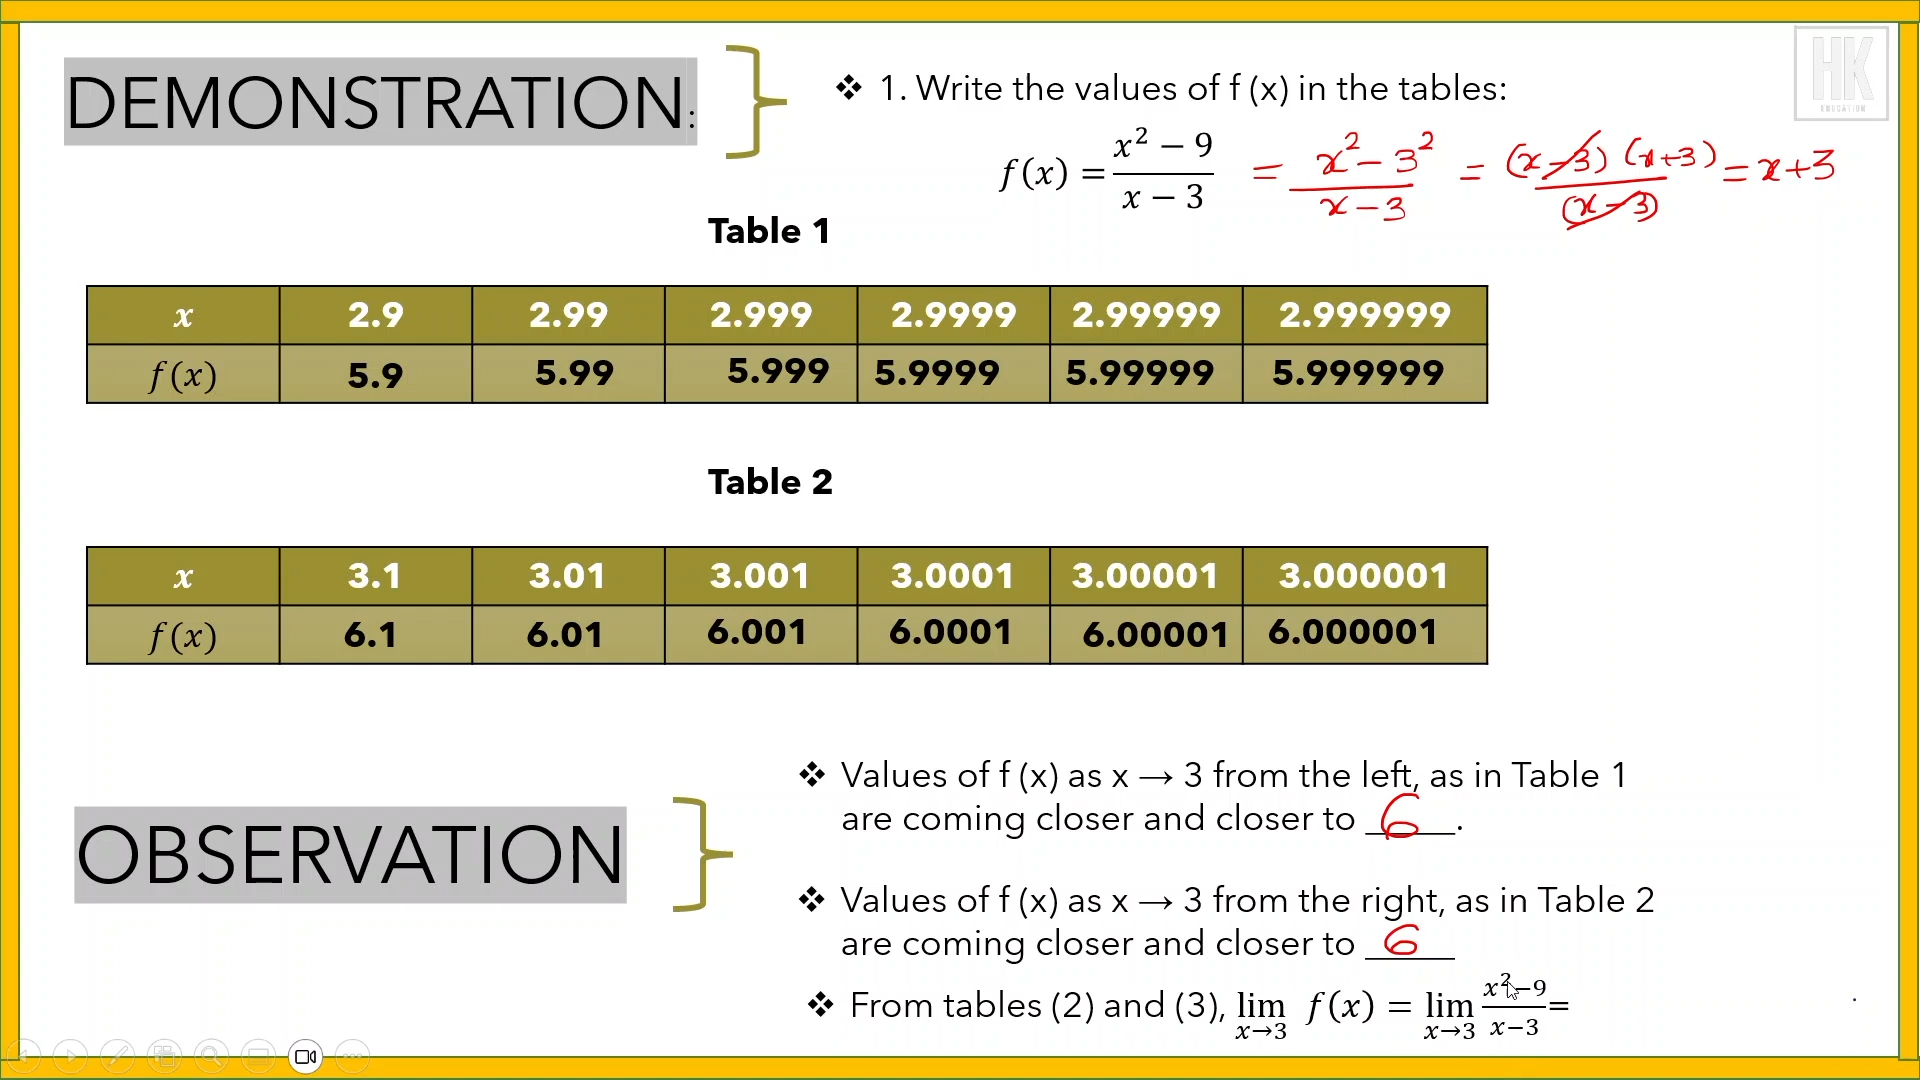 DEMONSTRATION:
❖ 1. Write the values of f (x) in the tables:
HK
EDUCATION
f(x) = (x² − 9)/(x − 3) = (x² − 3²)/(x − 3) = (x − 3)(x + 3)/(x − 3) = x + 3
Table 1
x 2.9 2.99 2.999 2.9999 2.99999 2.999999
f(x) 5.9 5.99 5.999 5.9999 5.99999 5.999999
Table 2
x 3.1 3.01 3.001 3.0001 3.00001 3.000001
f(x) 6.1 6.01 6.001 6.0001 6.00001 6.000001
OBSERVATION
❖ Values of f (x) as x → 3 from the left, as in Table 1
are coming closer and closer to 6.
❖ Values of f (x) as x → 3 from the right, as in Table 2
are coming closer and closer to 6
❖ From tables (2) and (3), lim x→3 f(x) = lim x→3 (x²−9)/(x−3) =